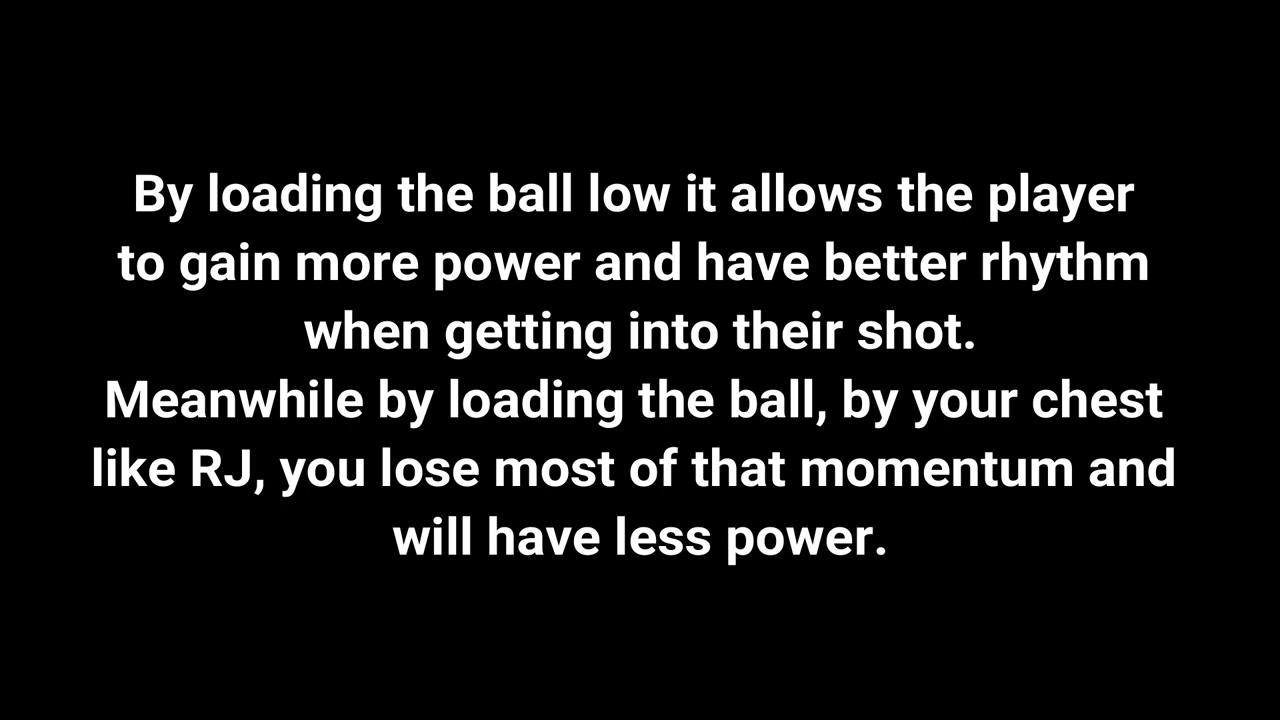 By loading the ball low it allows the player
to gain more power and have better rhythm
when getting into their shot.
Meanwhile by loading the ball, by your chest
like RJ, you lose most of that momentum and
will have less power.